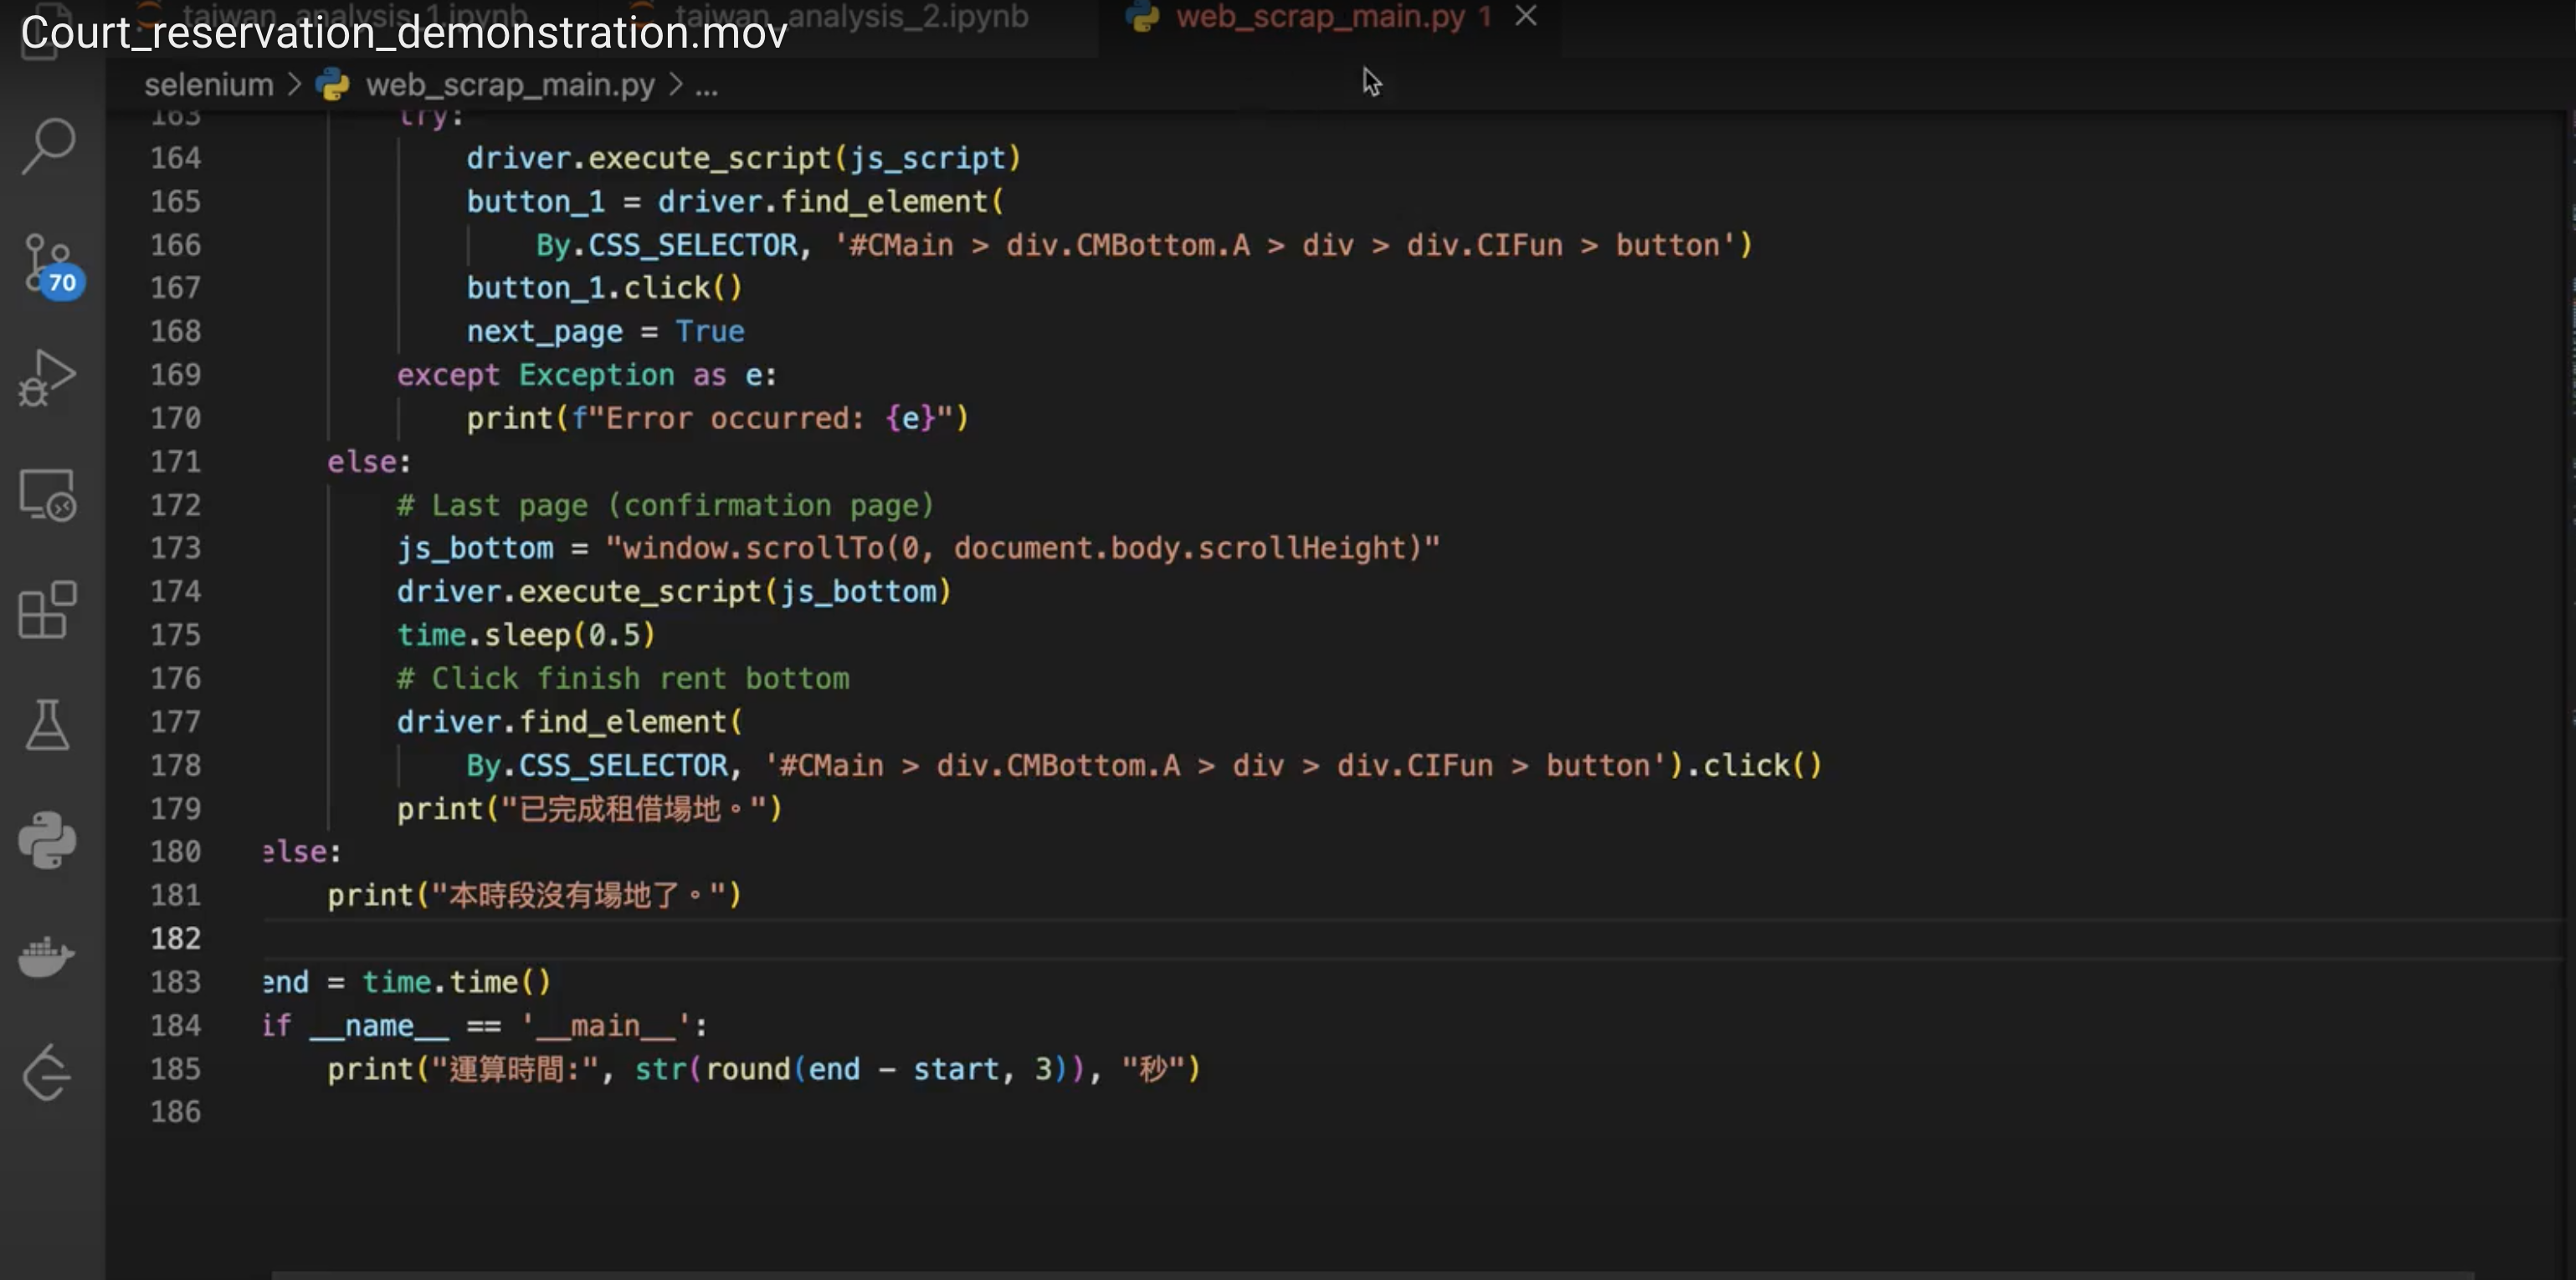 taiwan_analysis_1.ipynb taiwan_analysis_2.ipynb web_scrap_main.py 1
Court_reservation_demonstration.mov
selenium > web_scrap_main.py > ...
163 try:
164 driver.execute_script(js_script)
165 button_1 = driver.find_element(
166 By.CSS_SELECTOR, '#CMain > div.CMBottom.A > div > div.CIFun > button')
167 button_1.click()
168 next_page = True
169 except Exception as e:
170 print(f"Error occurred: {e}")
171 else:
172 # Last page (confirmation page)
173 js_bottom = "window.scrollTo(0, document.body.scrollHeight)"
174 driver.execute_script(js_bottom)
175 time.sleep(0.5)
176 # Click finish rent bottom
177 driver.find_element(
178 By.CSS_SELECTOR, '#CMain > div.CMBottom.A > div > div.CIFun > button').click()
179 print("已完成租借場地。")
180 else:
181 print("本時段沒有場地了。")
182
183 end = time.time()
184 if __name__ == '__main__':
185 print("運算時間:", str(round(end - start, 3)), "秒")
186
70